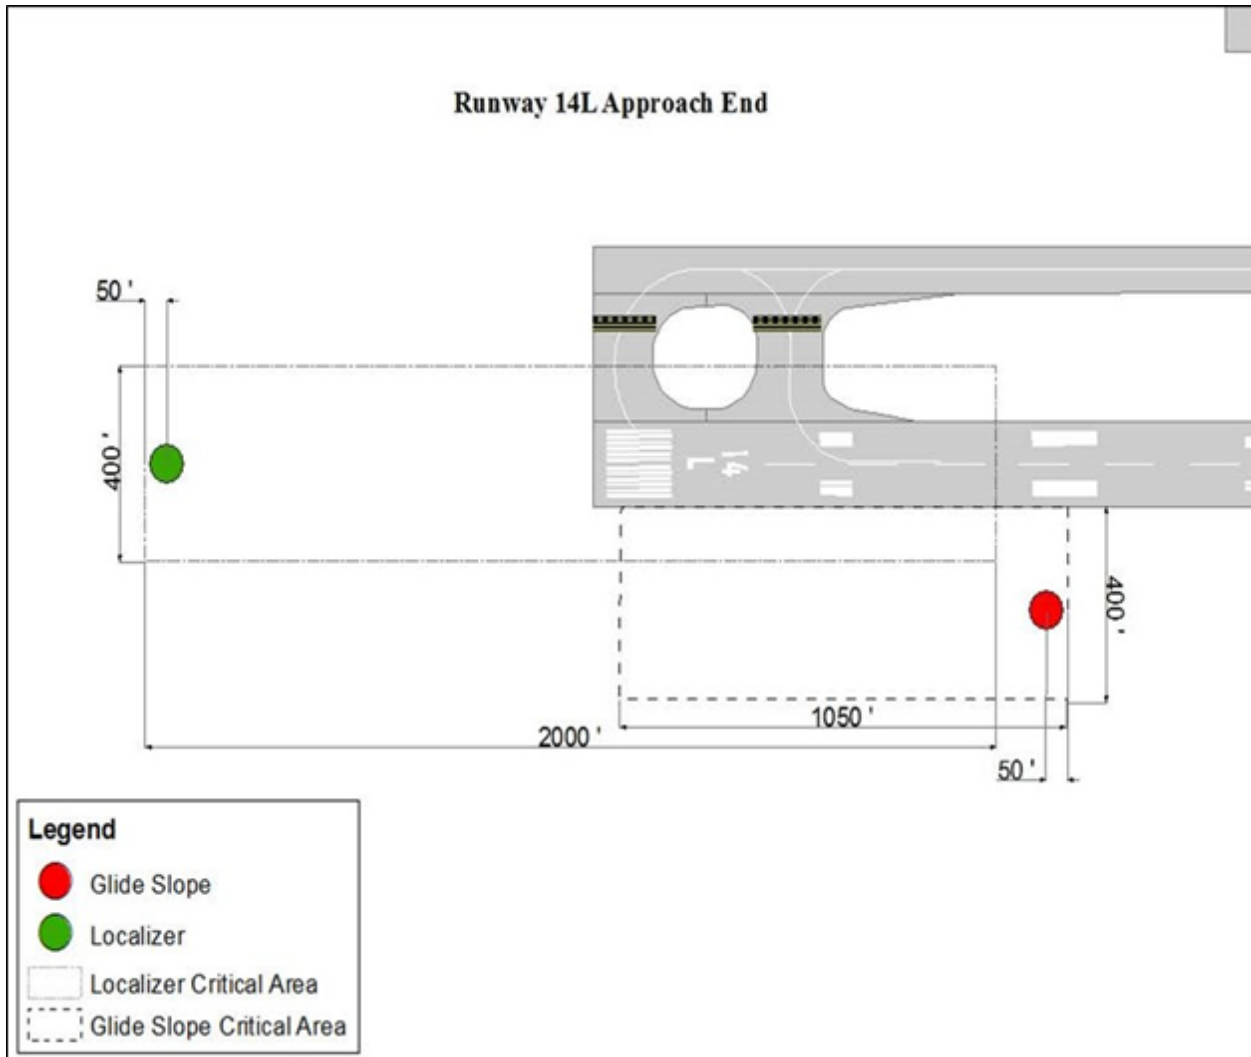 Runway 14L Approach End
50 '
400 '
L
14
400 '
1050 '
2000 '
50 '
Legend
Glide Slope
Localizer
Localizer Critical Area
Glide Slope Critical Area